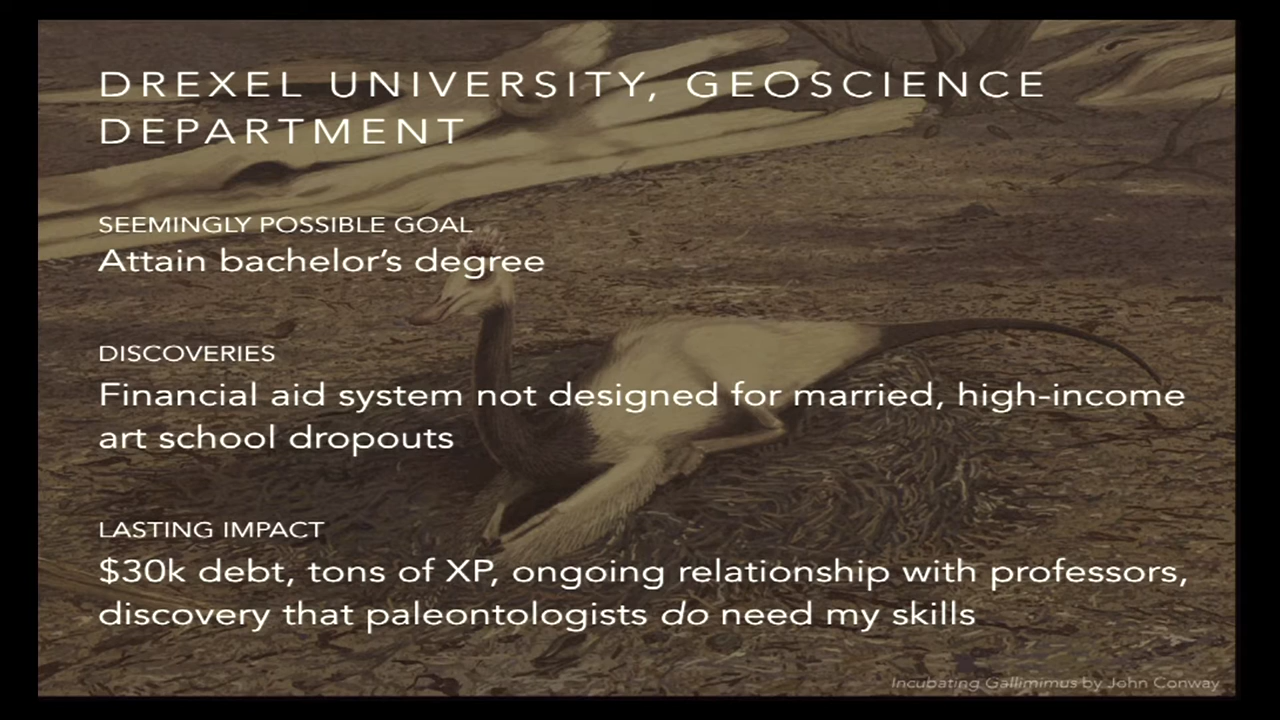 DREXEL UNIVERSITY, GEOSCIENCE
DEPARTMENT
SEEMINGLY POSSIBLE GOAL
Attain bachelor's degree
DISCOVERIES
Financial aid system not designed for married, high-income
art school dropouts
LASTING IMPACT
$30k debt, tons of XP, ongoing relationship with professors,
discovery that paleontologists do need my skills
Incubating Gallimimus by John Conway